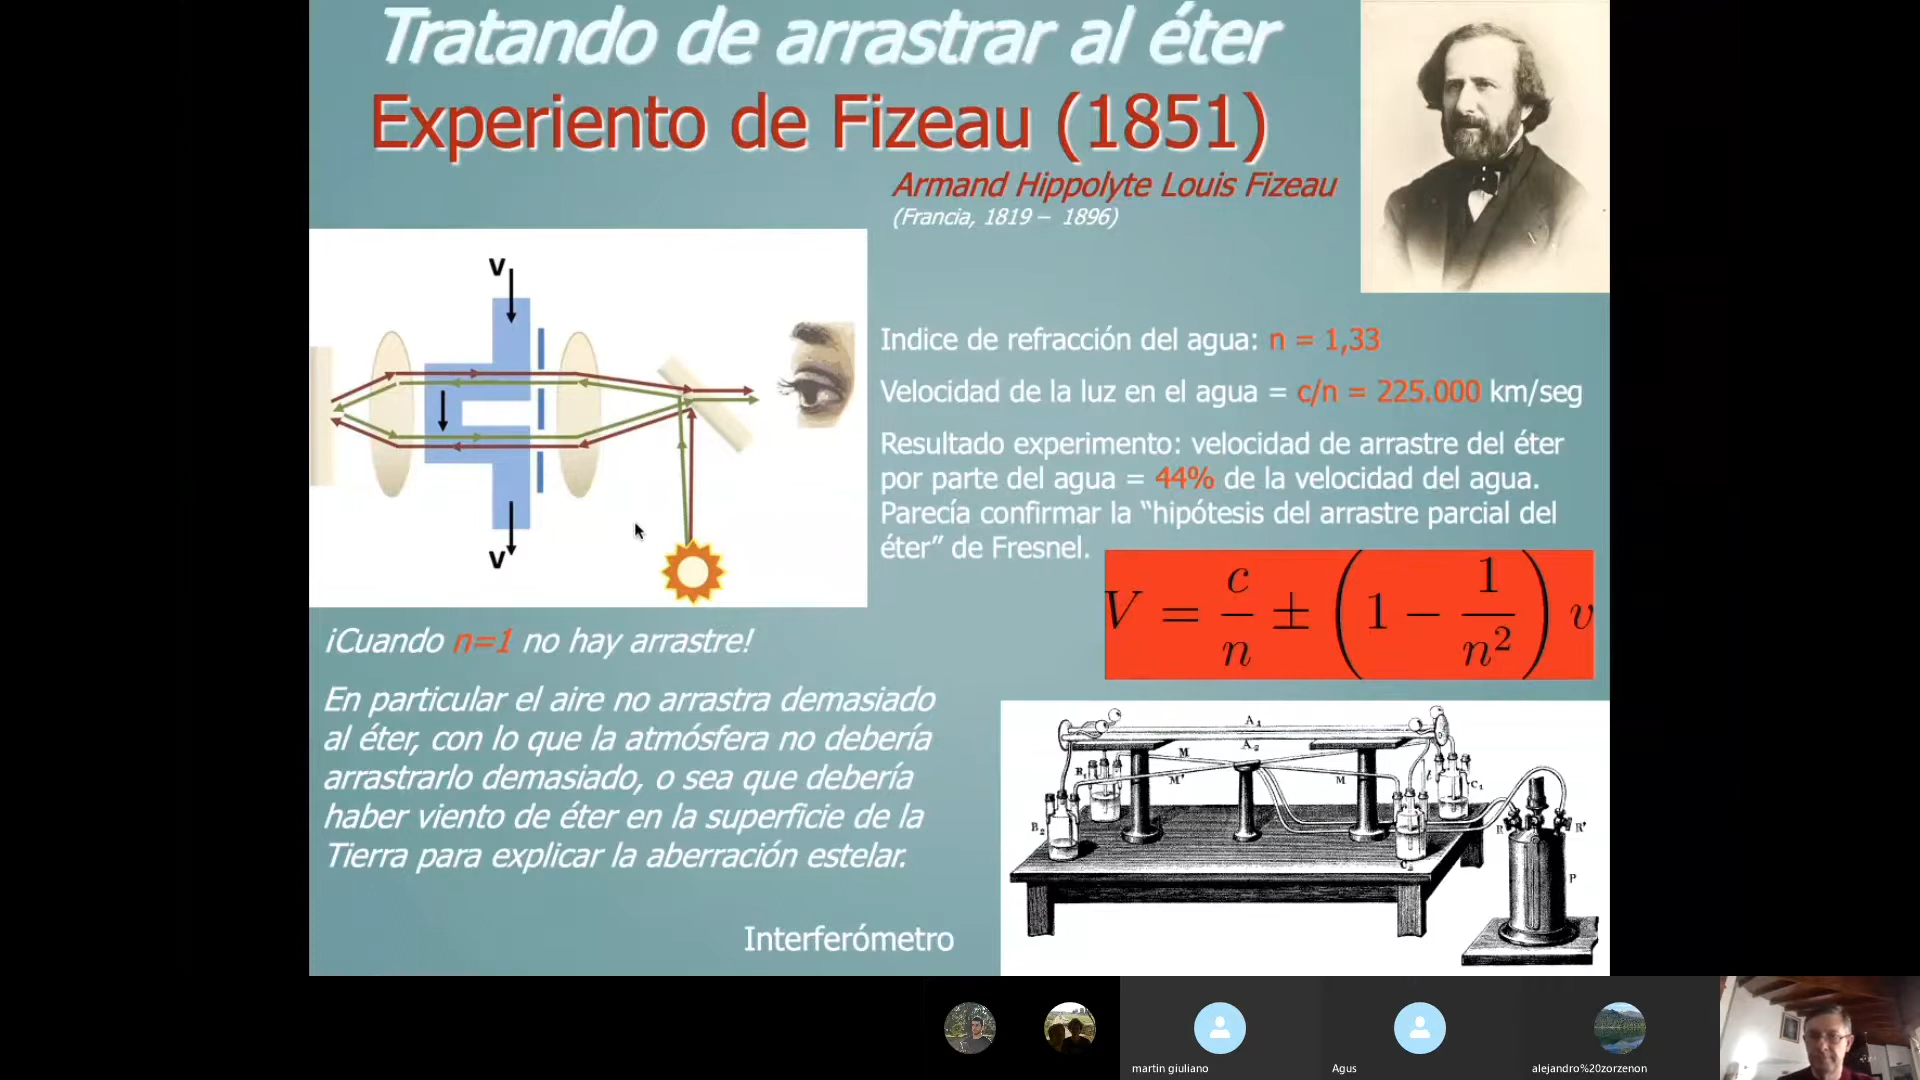 Tratando de arrastrar al éter
Experiento de Fizeau (1851)
Armand Hippolyte Louis Fizeau
(Francia, 1819 – 1896)
v
v
Indice de refracción del agua: n = 1,33
Velocidad de la luz en el agua = c/n = 225.000 km/seg
Resultado experimento: velocidad de arrastre del éter
por parte del agua = 44% de la velocidad del agua.
Parecía confirmar la “hipótesis del arrastre parcial del
éter” de Fresnel.
V = c/n ± (1 − 1/n²) v
¡Cuando n=1 no hay arrastre!
En particular el aire no arrastra demasiado
al éter, con lo que la atmósfera no debería
arrastrarlo demasiado, o sea que debería
haber viento de éter en la superficie de la
Tierra para explicar la aberración estelar.
Interferómetro
A₁
A₂
M
M'
M
B₁
B₂
C₁
R
R'
P
martin giuliano
Agus
alejandro%20zorzenon